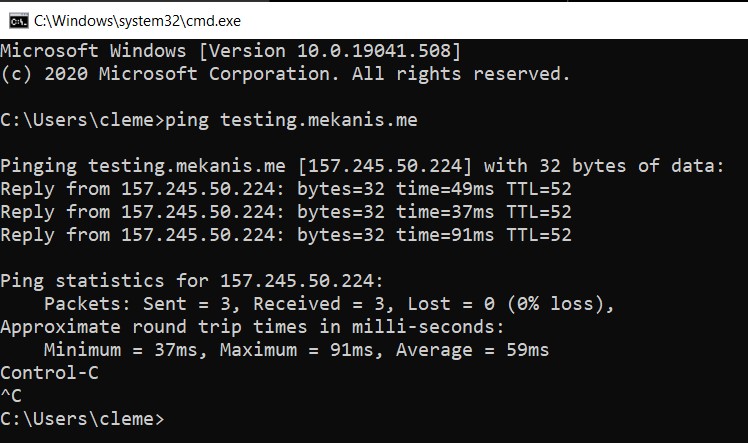 C:\Windows\system32\cmd.exe
Microsoft Windows [Version 10.0.19041.508]
(c) 2020 Microsoft Corporation. All rights reserved.
C:\Users\cleme>ping testing.mekanis.me
Pinging testing.mekanis.me [157.245.50.224] with 32 bytes of data:
Reply from 157.245.50.224: bytes=32 time=49ms TTL=52
Reply from 157.245.50.224: bytes=32 time=37ms TTL=52
Reply from 157.245.50.224: bytes=32 time=91ms TTL=52
Ping statistics for 157.245.50.224:
    Packets: Sent = 3, Received = 3, Lost = 0 (0% loss),
Approximate round trip times in milli-seconds:
    Minimum = 37ms, Maximum = 91ms, Average = 59ms
Control-C
^C
C:\Users\cleme>